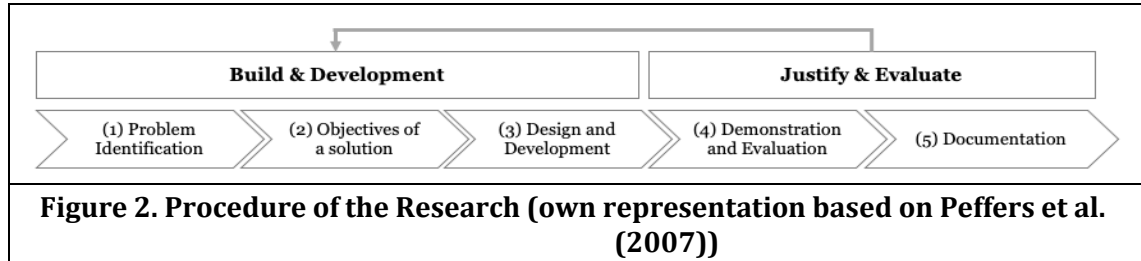 Build & Development
Justify & Evaluate
(1) Problem
Identification
(2) Objectives of
a solution
(3) Design and
Development
(4) Demonstration
and Evaluation
(5) Documentation
Figure 2. Procedure of the Research (own representation based on Peffers et al.
(2007))